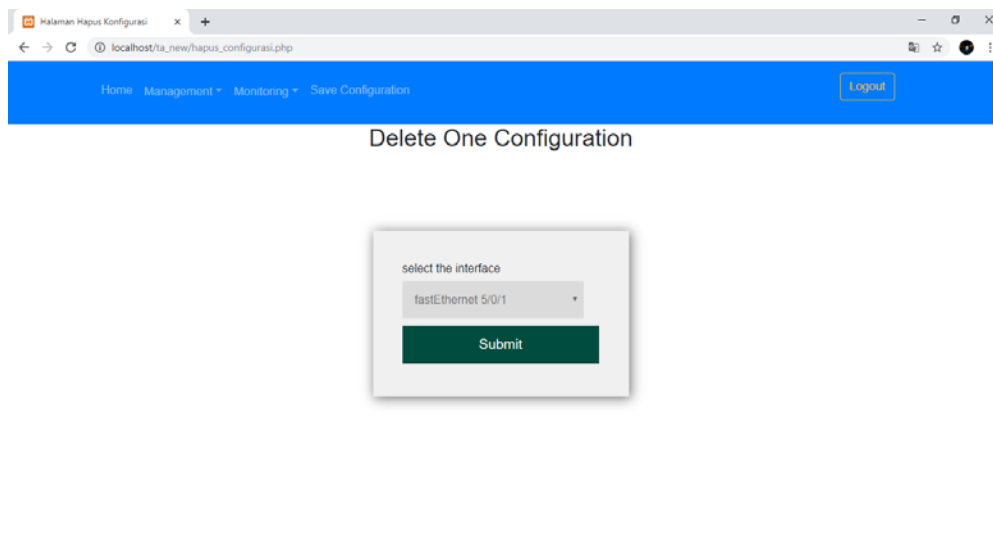 Halaman Hapus Konfigurasi
localhost/ta_new/hapus_configurasi.php
Home Management Monitoring Save Configuration Logout
Delete One Configuration
select the interface
fastEthernet 5/0/1
Submit